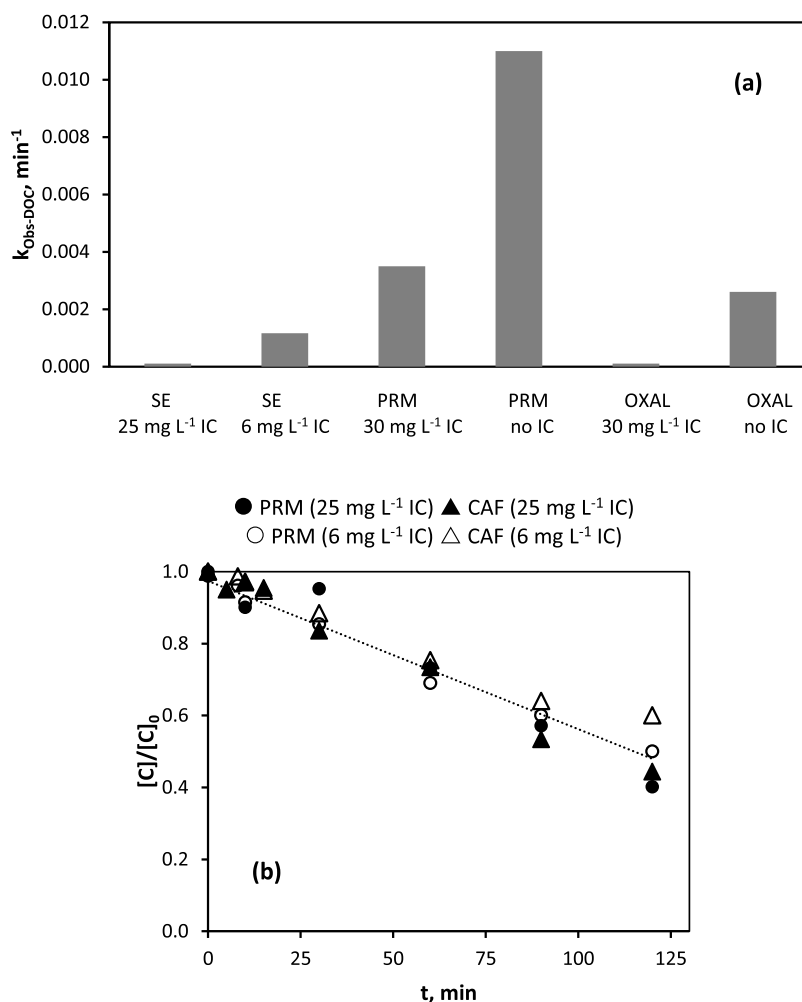 0.012
0.010
0.008
0.006
0.004
0.002
0.000
k_Obs-DOC, min⁻¹
(a)
SE SE PRM PRM OXAL OXAL
25 mg L⁻¹ IC 6 mg L⁻¹ IC 30 mg L⁻¹ IC no IC 30 mg L⁻¹ IC no IC
PRM (25 mg L⁻¹ IC) CAF (25 mg L⁻¹ IC)
PRM (6 mg L⁻¹ IC) CAF (6 mg L⁻¹ IC)
1.0
0.8
0.6
0.4
0.2
0.0
[C]/[C]₀
(b)
0 25 50 75 100 125
t, min